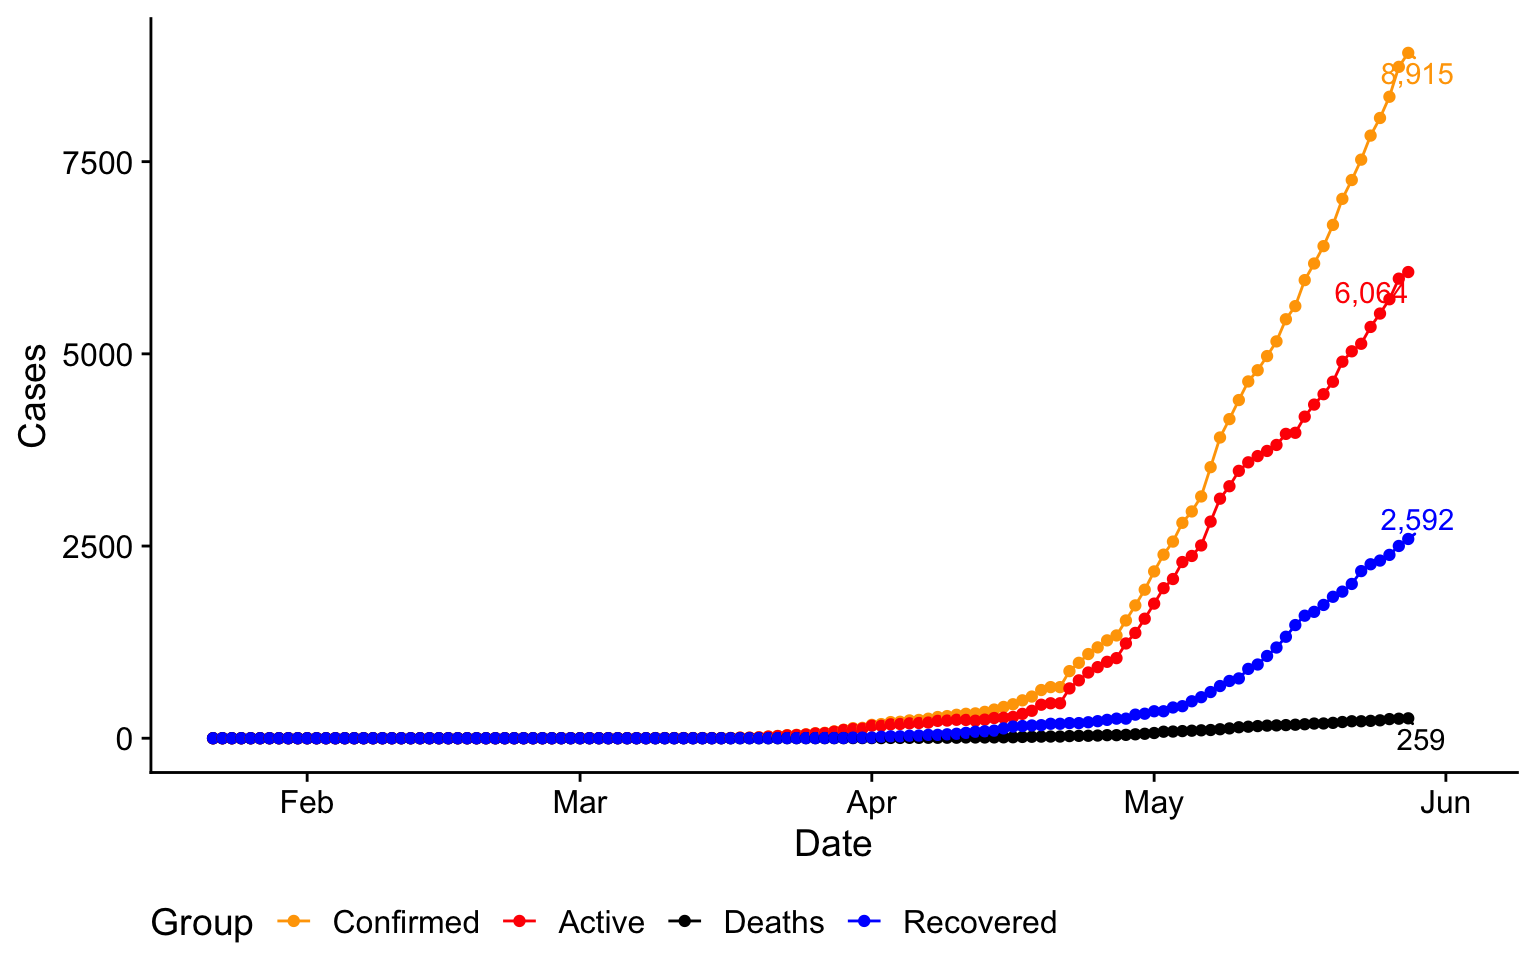 8,915
7500
6,064
5000
Cases
2,592
2500
0
259
Feb Mar Apr May Jun
Date
Group Confirmed Active Deaths Recovered